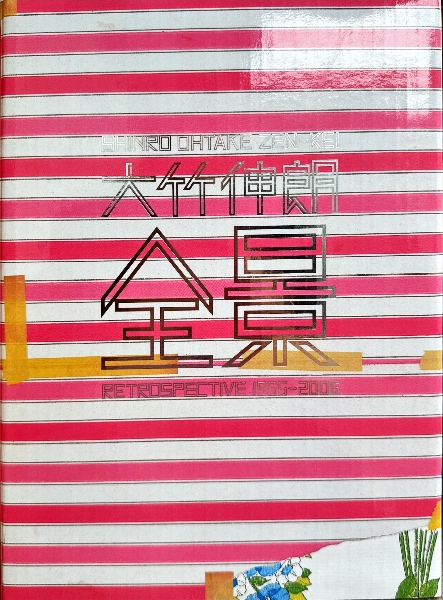 SHINRO OHTAKE ZEN-KEI
大竹伸朗
全景
RETROSPECTIVE 1955-2006